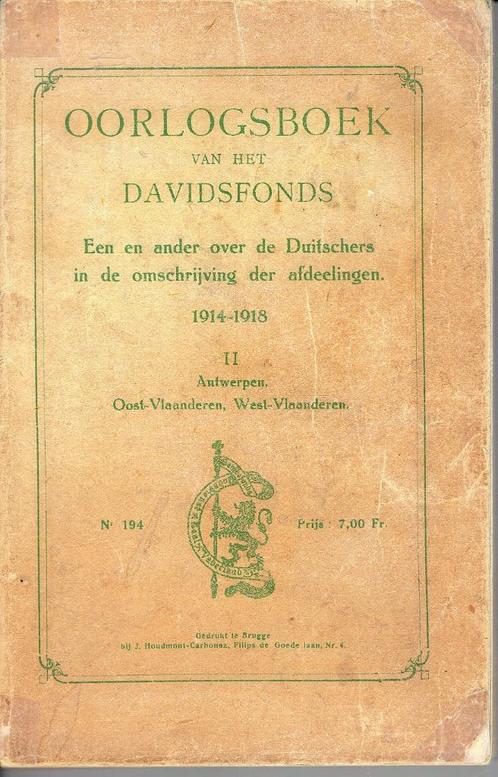 OORLOGSBOEK
VAN HET
DAVIDSFONDS
Een en ander over de Duitschers
in de omschrijving der afdeelingen.
1914-1918
II
Antwerpen.
Oost-Vlaanderen, West-Vlaanderen.
Nr 194
Prijs : 7,00 Fr.
Gedrukt te Brugge
bij J. Houdmont-Carbonez, Filips de Goede laan, Nr. 4.